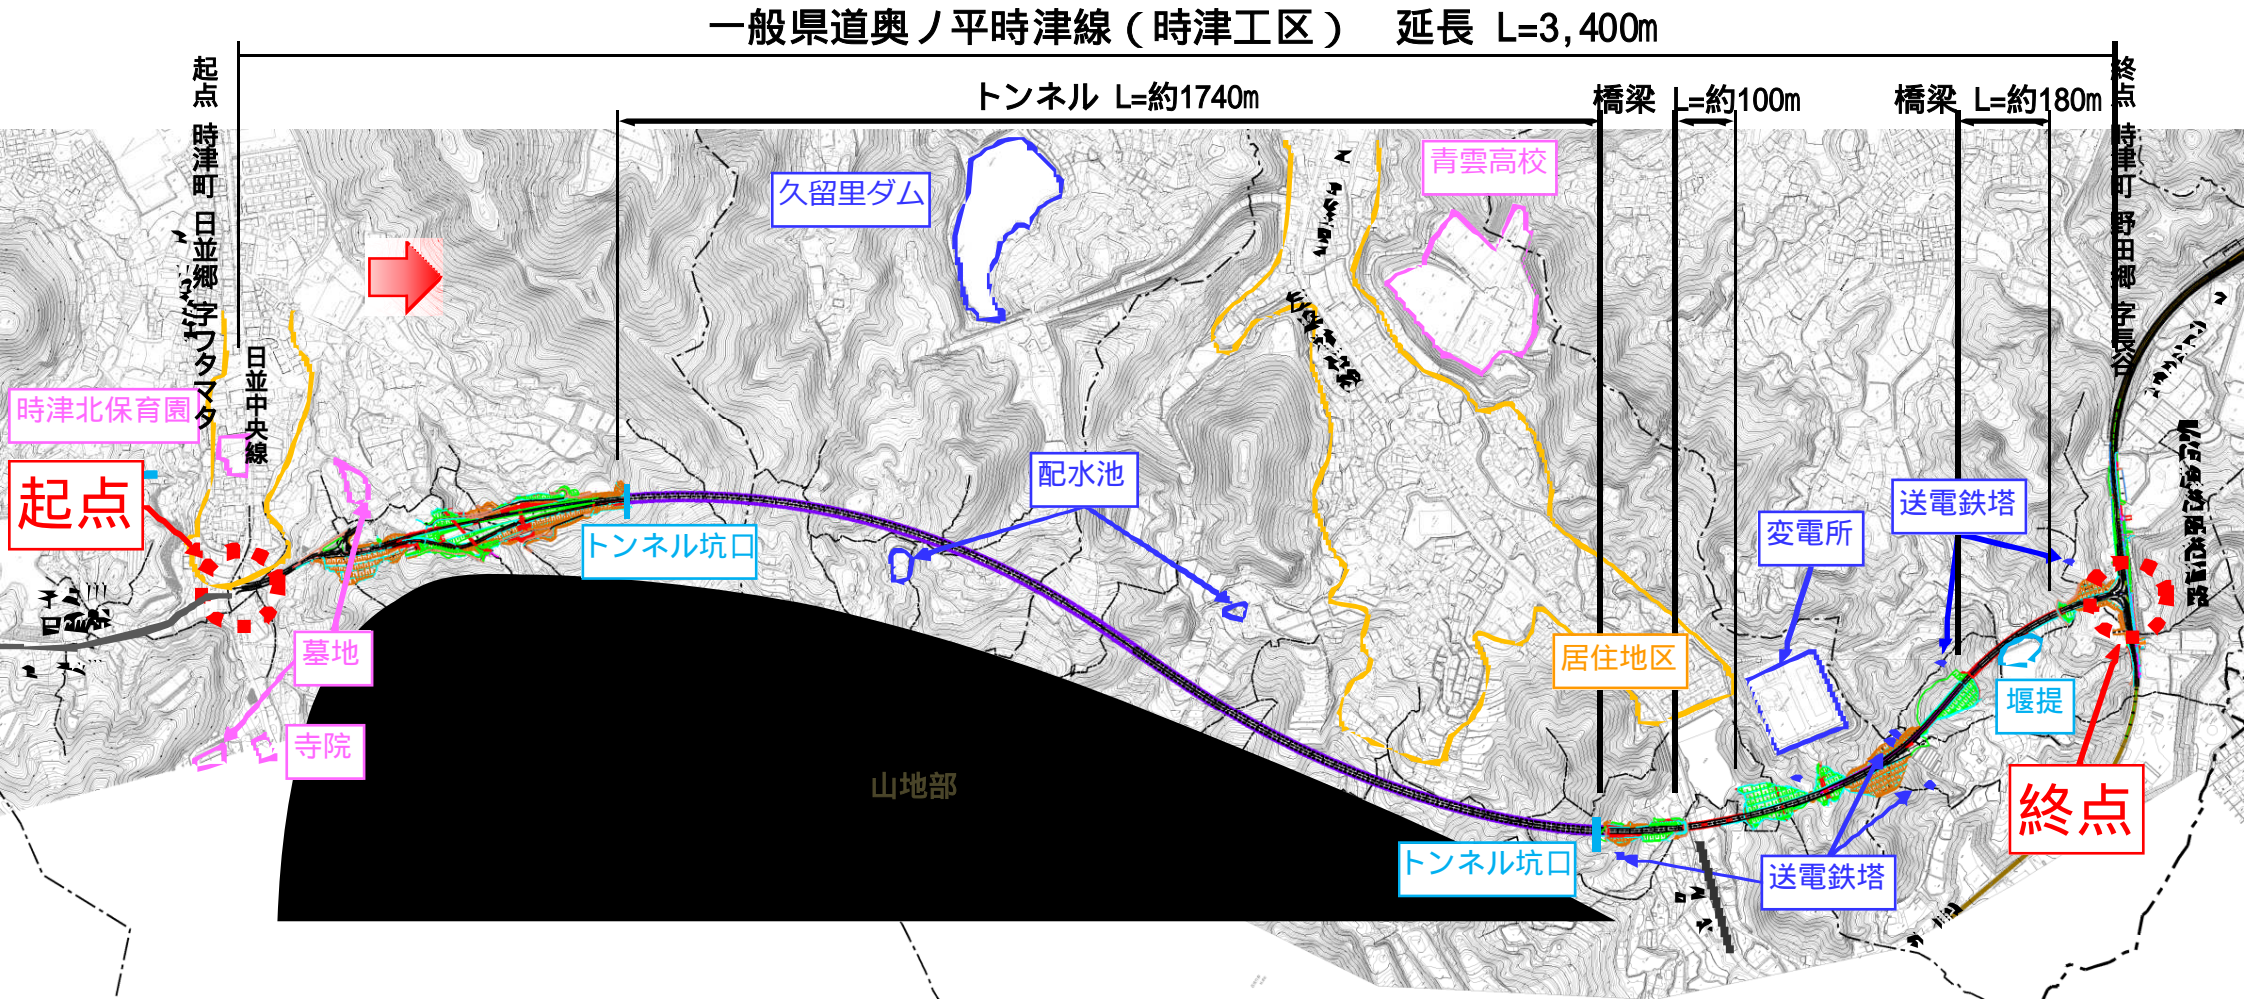 一般県道奥ノ平時津線（時津工区）　延長 L=3,400m
トンネル L=約1740m
橋梁 L=約100m
橋梁 L=約180m
起点 時津町 日並郷 字ワタマタ
終点 時津町 野田郷 字長谷
日並中央線
久留里ダム
青雲高校
時津北保育園
起点
配水池
送電鉄塔
変電所
トンネル坑口
墓地
居住地区
堰提
寺院
山地部
終点
トンネル坑口
送電鉄塔